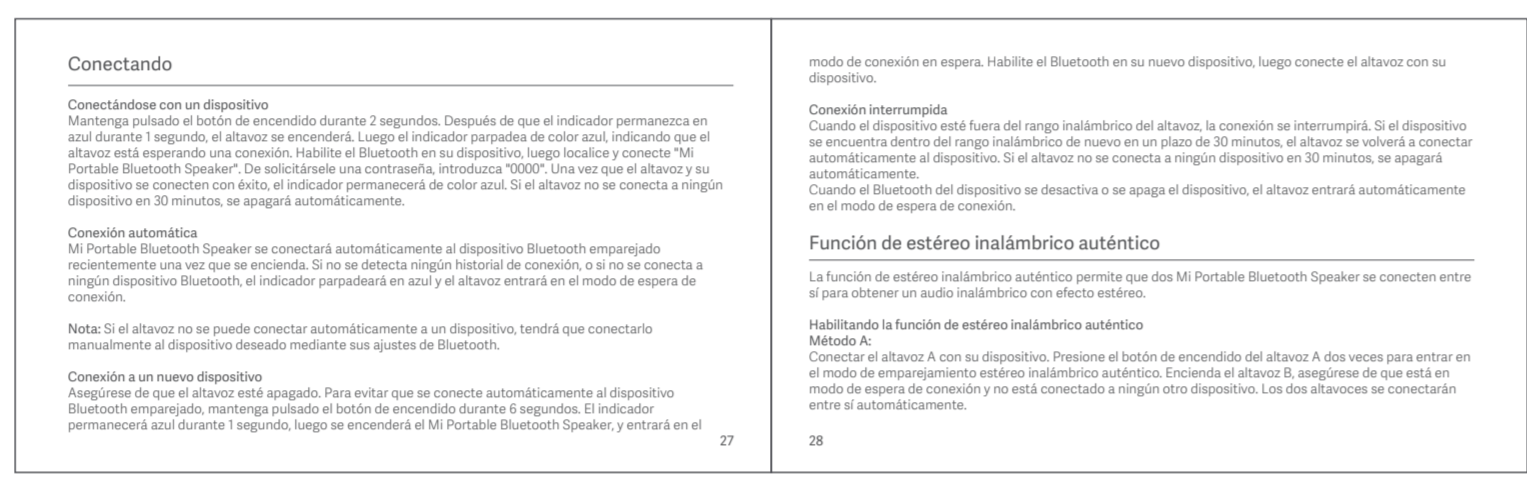 Conectando
Conectándose con un dispositivo
Mantenga pulsado el botón de encendido durante 2 segundos. Después de que el indicador permanezca en
azul durante 1 segundo, el altavoz se encenderá. Luego el indicador parpadea de color azul, indicando que el
altavoz está esperando una conexión. Habilite el Bluetooth en su dispositivo, luego localice y conecte "Mi
Portable Bluetooth Speaker". De solicitársele una contraseña, introduzca "0000". Una vez que el altavoz y su
dispositivo se conecten con éxito, el indicador permanecerá de color azul. Si el altavoz no se conecta a ningún
dispositivo en 30 minutos, se apagará automáticamente.
Conexión automática
Mi Portable Bluetooth Speaker se conectará automáticamente al dispositivo Bluetooth emparejado
recientemente una vez que se encienda. Si no se detecta ningún historial de conexión, o si no se conecta a
ningún dispositivo Bluetooth, el indicador parpadeará en azul y el altavoz entrará en el modo de espera de
conexión.
Nota: Si el altavoz no se puede conectar automáticamente a un dispositivo, tendrá que conectarlo
manualmente al dispositivo deseado mediante sus ajustes de Bluetooth.
Conexión a un nuevo dispositivo
Asegúrese de que el altavoz esté apagado. Para evitar que se conecte automáticamente al dispositivo
Bluetooth emparejado, mantenga pulsado el botón de encendido durante 6 segundos. El indicador
permanecerá azul durante 1 segundo, luego se encenderá el Mi Portable Bluetooth Speaker, y entrará en el
27
modo de conexión en espera. Habilite el Bluetooth en su nuevo dispositivo, luego conecte el altavoz con su
dispositivo.
Conexión interrumpida
Cuando el dispositivo esté fuera del rango inalámbrico del altavoz, la conexión se interrumpirá. Si el dispositivo
se encuentra dentro del rango inalámbrico de nuevo en un plazo de 30 minutos, el altavoz se volverá a conectar
automáticamente al dispositivo. Si el altavoz no se conecta a ningún dispositivo en 30 minutos, se apagará
automáticamente.
Cuando el Bluetooth del dispositivo se desactiva o se apaga el dispositivo, el altavoz entrará automáticamente
en el modo de espera de conexión.
Función de estéreo inalámbrico auténtico
La función de estéreo inalámbrico auténtico permite que dos Mi Portable Bluetooth Speaker se conecten entre
sí para obtener un audio inalámbrico con efecto estéreo.
Habilitando la función de estéreo inalámbrico auténtico
Método A:
Conectar el altavoz A con su dispositivo. Presione el botón de encendido del altavoz A dos veces para entrar en
el modo de emparejamiento estéreo inalámbrico auténtico. Encienda el altavoz B, asegúrese de que está en
modo de espera de conexión y no está conectado a ningún otro dispositivo. Los dos altavoces se conectarán
entre sí automáticamente.
28